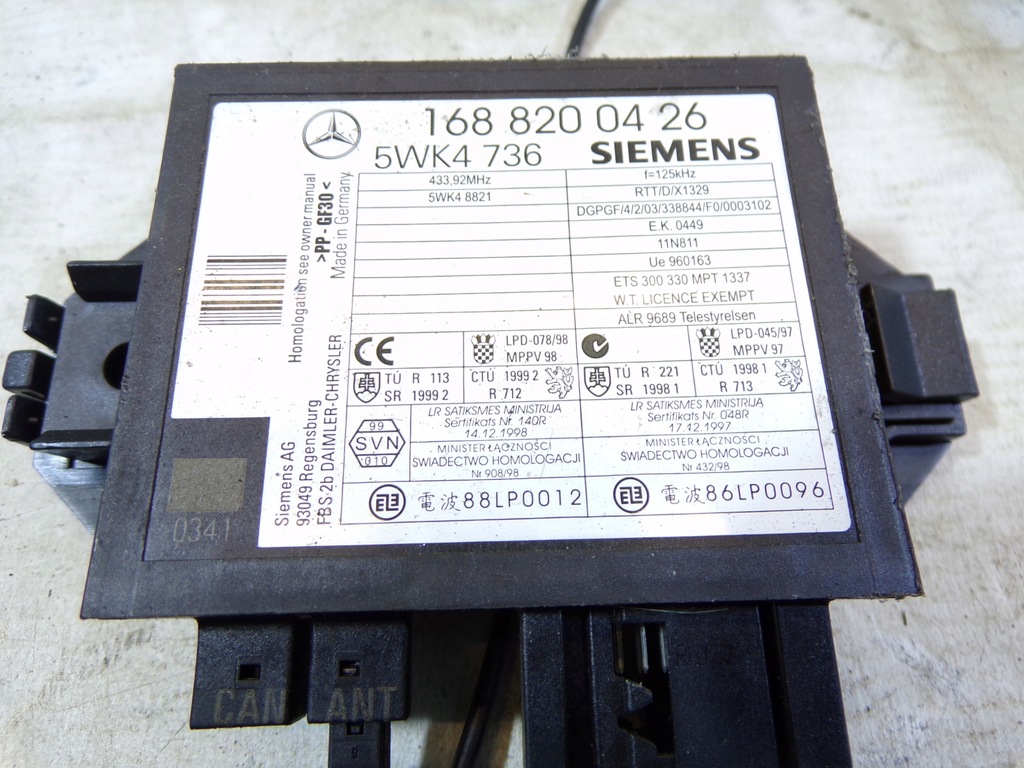 168 820 04 26
5WK4 736 SIEMENS
433,92MHz
5WK4 8821
f=125kHz
RTT/D/X1329
DGPGF/4/2/03/338844/F0/0003102
E.K. 0449
11N811
Ue 960163
ETS 300 330 MPT 1337
W.T. LICENCE EXEMPT
ALR 9689 Telestyrelsen
CE
LPD-078/98
MPPV 98
LPD-045/97
MPPV 97
TÚ R 113
SR 1999 2
CTÚ 1999 2
R 712
TÚ R 221
SR 1998 1
CTÚ 1998 1
R 713
99
SVN
G10
LR SATIKSMES MINISTRIJA
Sertifikats Nr. 140R
14.12.1998
LR SATIKSMES MINISTRIJA
Sertifikats Nr. 048R
17.12.1997
MINISTER ŁĄCZNOŚCI
ŚWIADECTWO HOMOLOGACJI
Nr 908/98
MINISTER ŁĄCZNOŚCI
ŚWIADECTWO HOMOLOGACJI
Nr 432/98
電波88LP0012
電波86LP0096
Homologation see owner manual
>PP-GF30<
Made in Germany
Siemens AG
93049 Regensburg
FBS-2b DAIMLER-CHRYSLER
0341
CAN
ANT